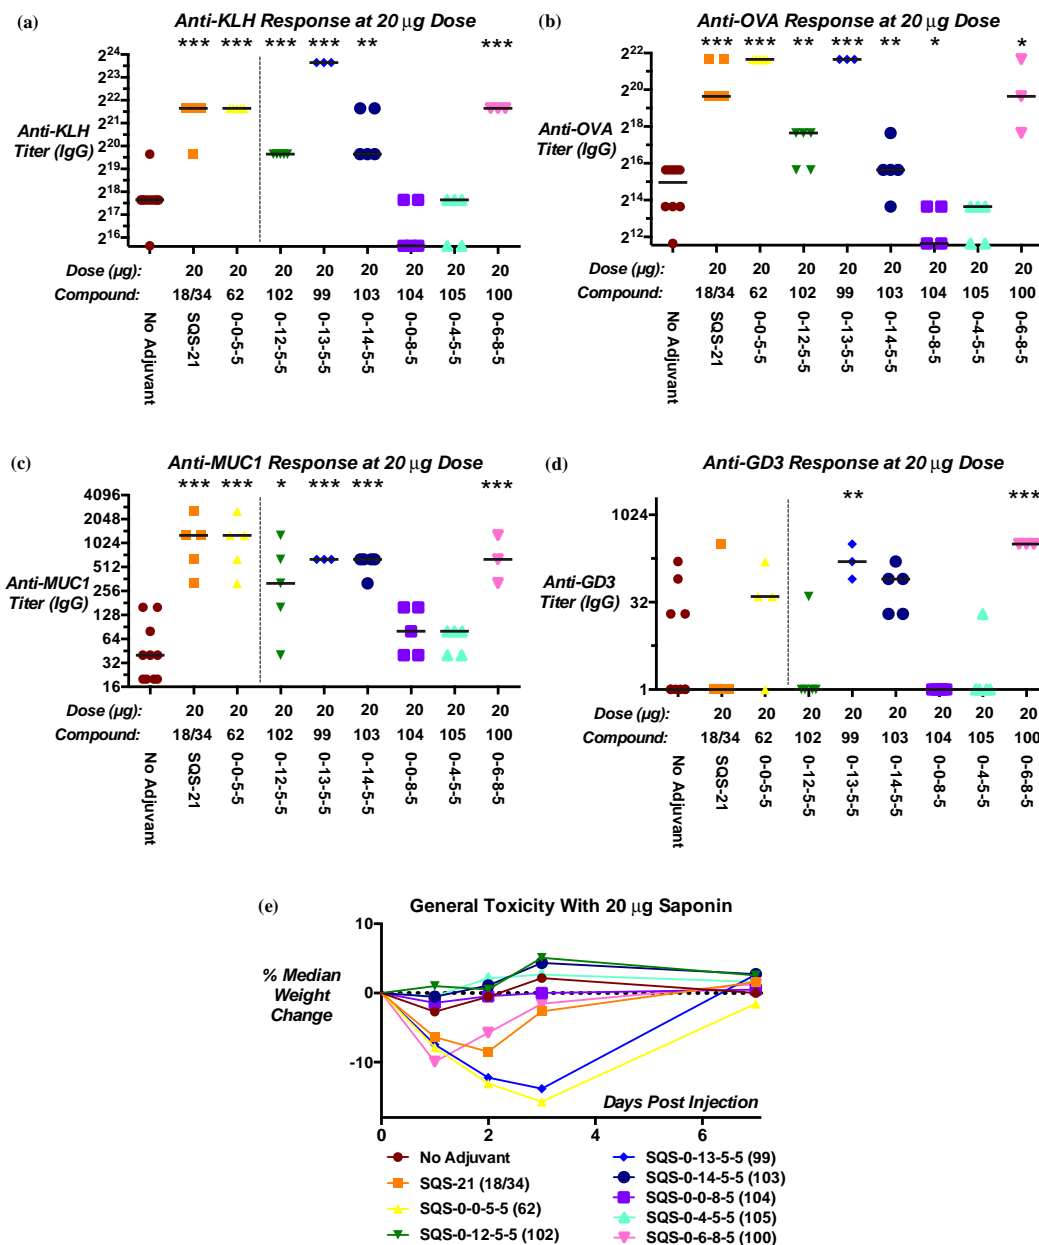 (a) Anti-KLH Response at 20 µg Dose
*** *** *** *** ** ***
2^24
2^23
2^22
2^20
2^19
2^18
2^17
2^16
Anti-KLH
Titer (IgG)
Dose (µg): 20 20 20 20 20 20 20 20
Compound: 18/34 62 102 99 103 104 105 100
No Adjuvant
SQS-21
0-0-5-5
0-12-5-5
0-13-5-5
0-14-5-5
0-0-8-5
0-4-5-5
0-6-8-5
(b) Anti-OVA Response at 20 µg Dose
*** *** ** *** ** * *
2^22
2^20
2^18
2^16
2^14
2^12
Anti-OVA
Titer (IgG)
Dose (µg): 20 20 20 20 20 20 20 20
Compound: 18/34 62 102 99 103 104 105 100
No Adjuvant
SQS-21
0-0-5-5
0-12-5-5
0-13-5-5
0-14-5-5
0-0-8-5
0-4-5-5
0-6-8-5
(c) Anti-MUC1 Response at 20 µg Dose
*** *** * *** *** ***
4096
2048
1024
512
256
128
64
32
16
Anti-MUC1
Titer (IgG)
Dose (µg): 20 20 20 20 20 20 20 20
Compound: 18/34 62 102 99 103 104 105 100
No Adjuvant
SQS-21
0-0-5-5
0-12-5-5
0-13-5-5
0-14-5-5
0-0-8-5
0-4-5-5
0-6-8-5
(d) Anti-GD3 Response at 20 µg Dose
** ***
1024
32
1
Anti-GD3
Titer (IgG)
Dose (µg): 20 20 20 20 20 20 20 20
Compound: 18/34 62 102 99 103 104 105 100
No Adjuvant
SQS-21
0-0-5-5
0-12-5-5
0-13-5-5
0-14-5-5
0-0-8-5
0-4-5-5
0-6-8-5
(e) General Toxicity With 20 µg Saponin
10
0
-10
% Median
Weight
Change
Days Post Injection
0 2 4 6
No Adjuvant
SQS-21 (18/34)
SQS-0-0-5-5 (62)
SQS-0-12-5-5 (102)
SQS-0-13-5-5 (99)
SQS-0-14-5-5 (103)
SQS-0-0-8-5 (104)
SQS-0-4-5-5 (105)
SQS-0-6-8-5 (100)